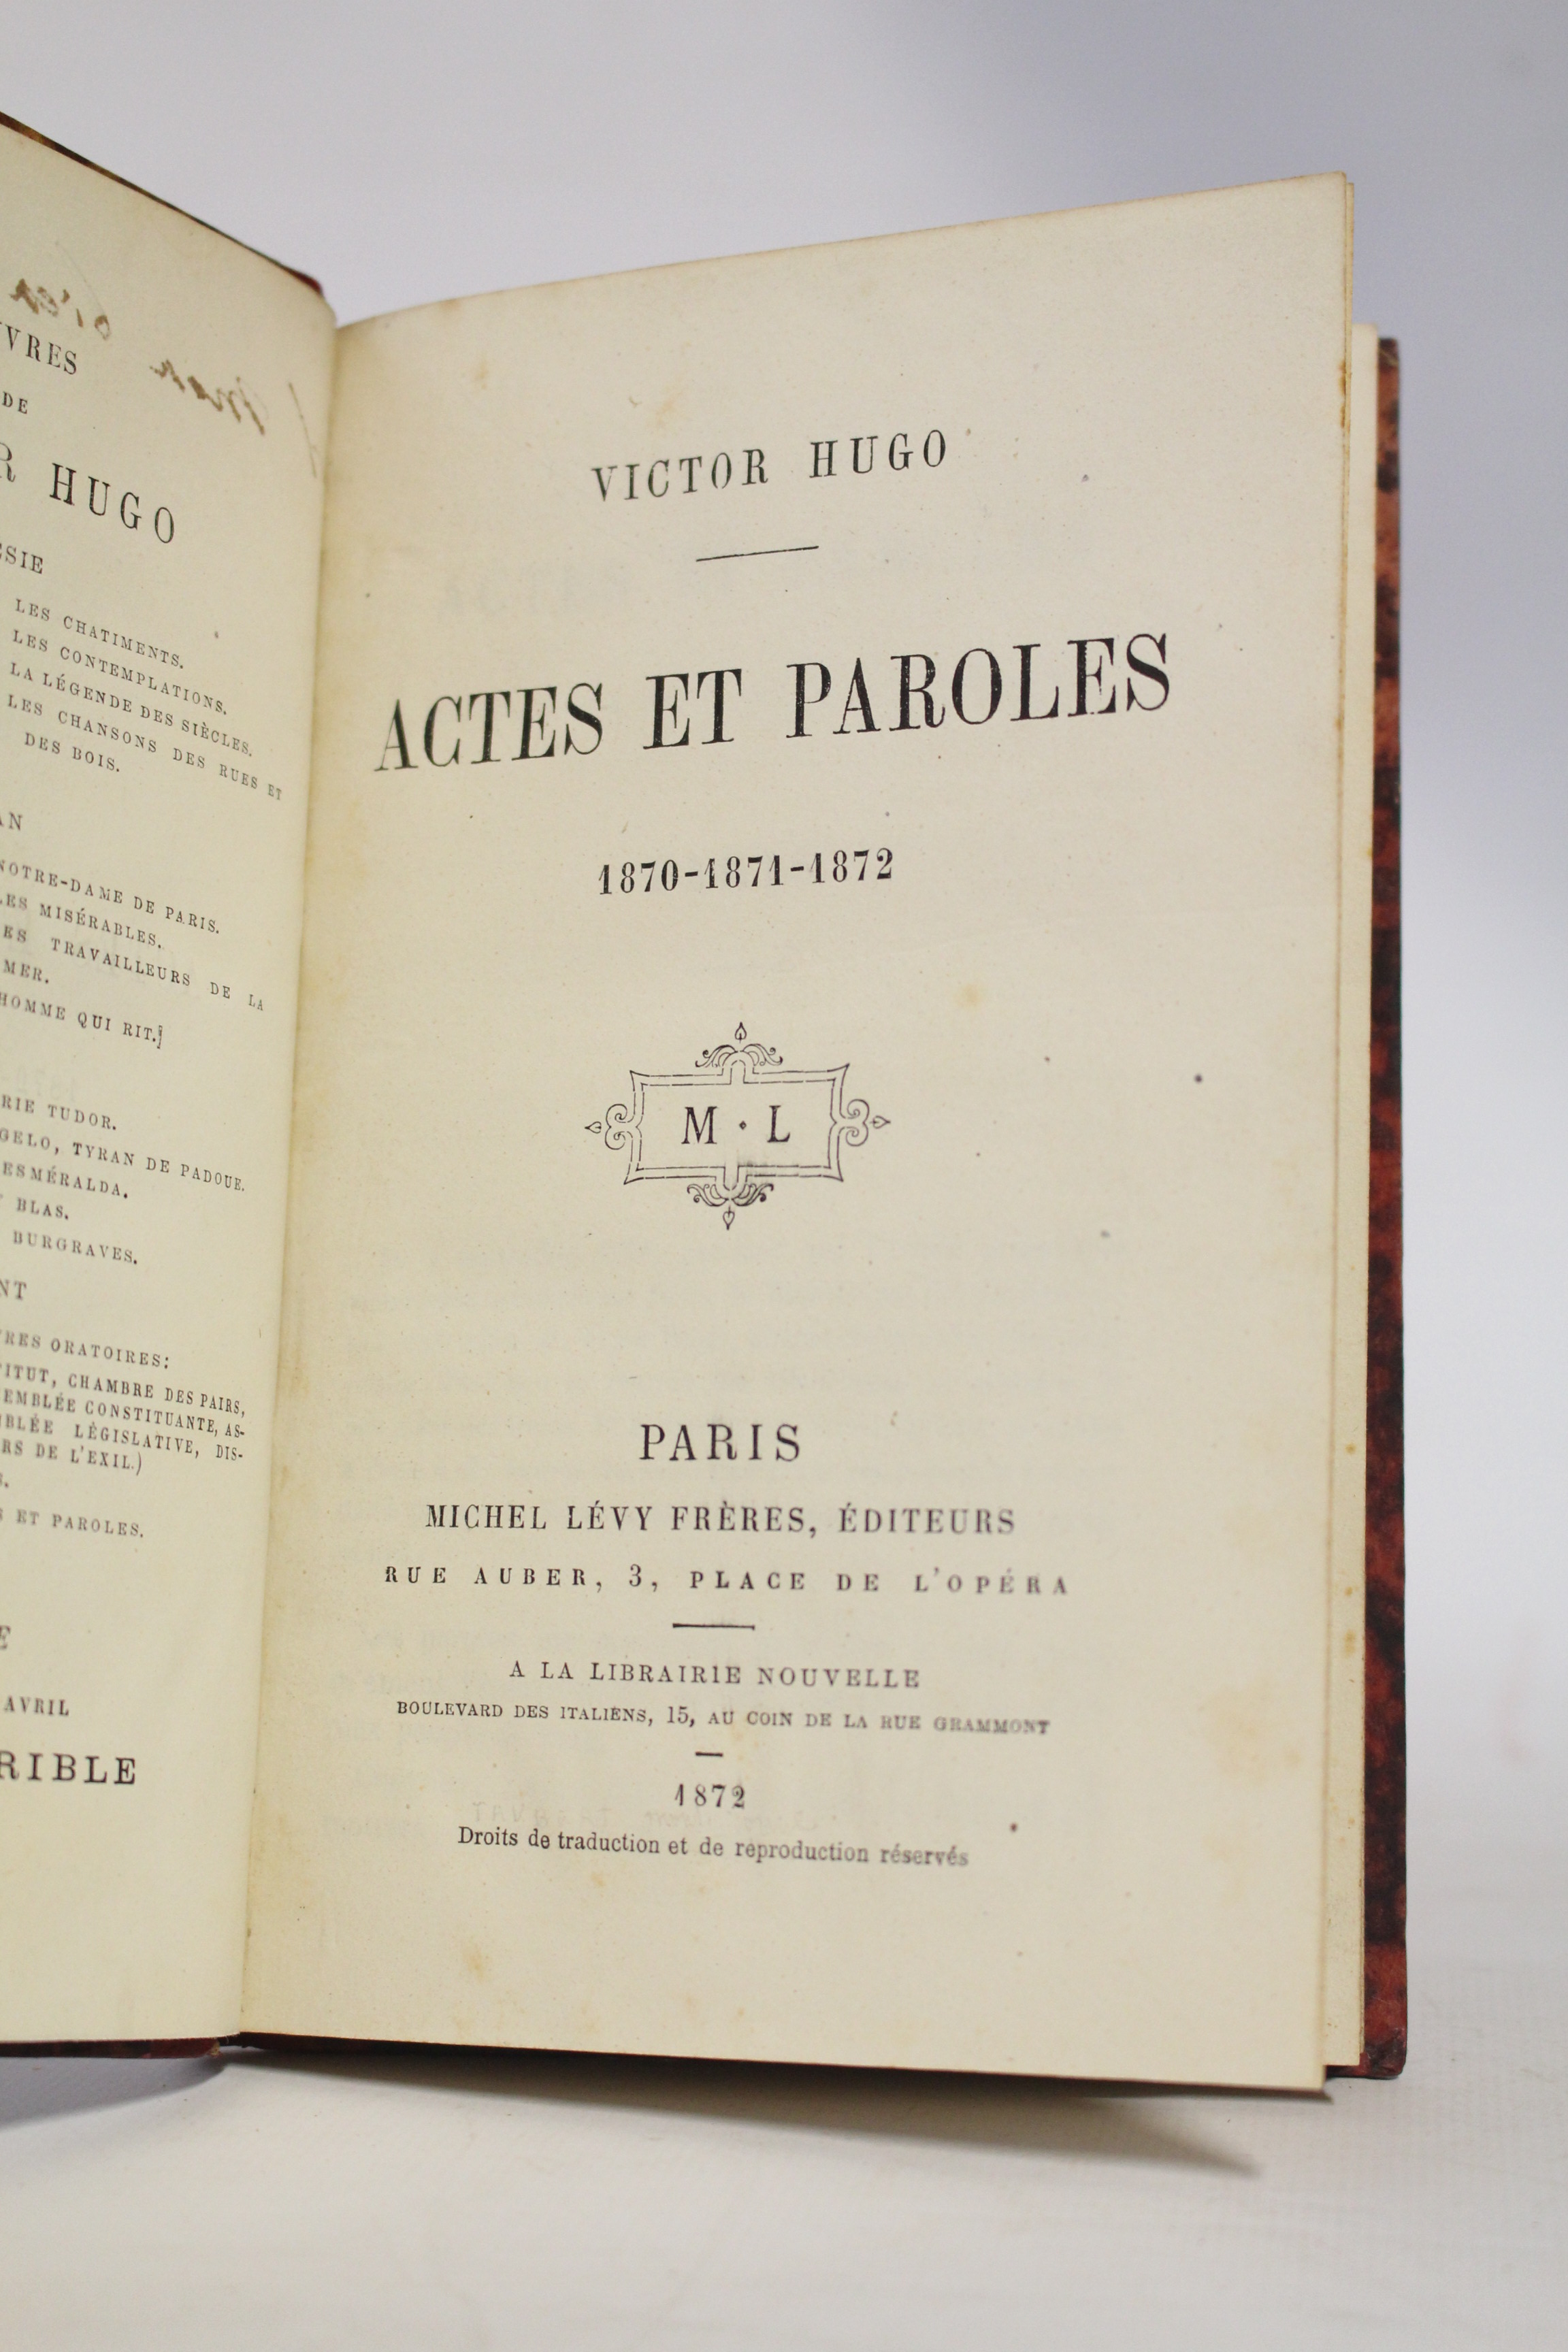 VRES
DE
R HUGO
SIE
LES CHATIMENTS.
LES CONTEMPLATIONS.
LA LÉGENDE DES SIÈCLES.
LES CHANSONS DES RUES ET
DES BOIS.
AN
NOTRE-DAME DE PARIS.
LES MISÉRABLES.
ES TRAVAILLEURS DE LA
MER.
HOMME QUI RIT.
RIE TUDOR.
GELO, TYRAN DE PADOUE.
ESMÉRALDA.
BLAS.
BURGRAVES.
NT
RES ORATOIRES:
TITUT, CHAMBRE DES PAIRS,
EMBLÉE CONSTITUANTE, AS-
BLÉE LÉGISLATIVE, DIS-
RS DE L'EXIL.)
S ET PAROLES.
E
AVRIL
RIBLE
VICTOR HUGO
ACTES ET PAROLES
1870-1871-1872
M · L
PARIS
MICHEL LÉVY FRÈRES, ÉDITEURS
RUE AUBER, 3, PLACE DE L'OPÉRA
A LA LIBRAIRIE NOUVELLE
BOULEVARD DES ITALIENS, 15, AU COIN DE LA RUE GRAMMONT
1872
Droits de traduction et de reproduction réservés